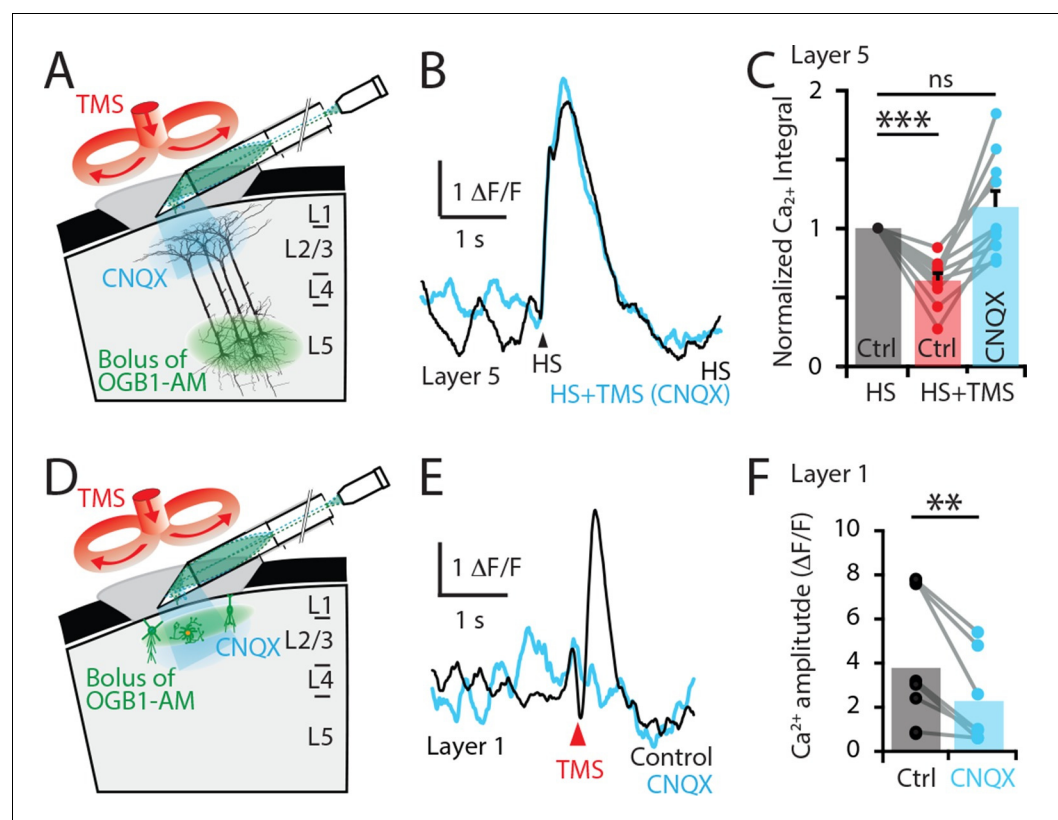 A
TMS
L1
L2/3
L4
L5
CNQX
Bolus of
OGB1-AM
B
1 ΔF/F
1 s
HS
Layer 5
HS
HS+TMS (CNQX)
C
Layer 5
ns
***
Normalized Ca2+ Integral
2
1
0
Ctrl
Ctrl
CNQX
HS
HS+TMS
D
TMS
L1
L2/3
L4
L5
CNQX
Bolus of
OGB1-AM
E
1 ΔF/F
1 s
Layer 1
TMS
Control
CNQX
F
Layer 1
**
Ca2+ amplitutde (ΔF/F)
10
8
6
4
2
0
Ctrl
CNQX